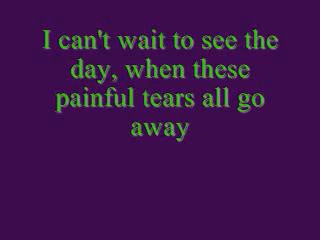 I can't wait to see the
day, when these
painful tears all go
away